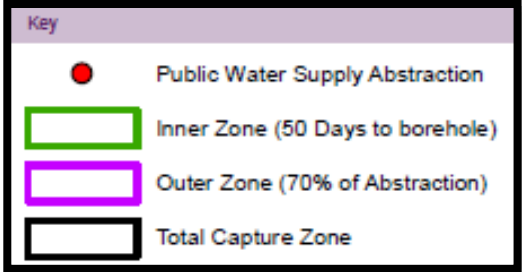 Key
Public Water Supply Abstraction
Inner Zone (50 Days to borehole)
Outer Zone (70% of Abstraction)
Total Capture Zone